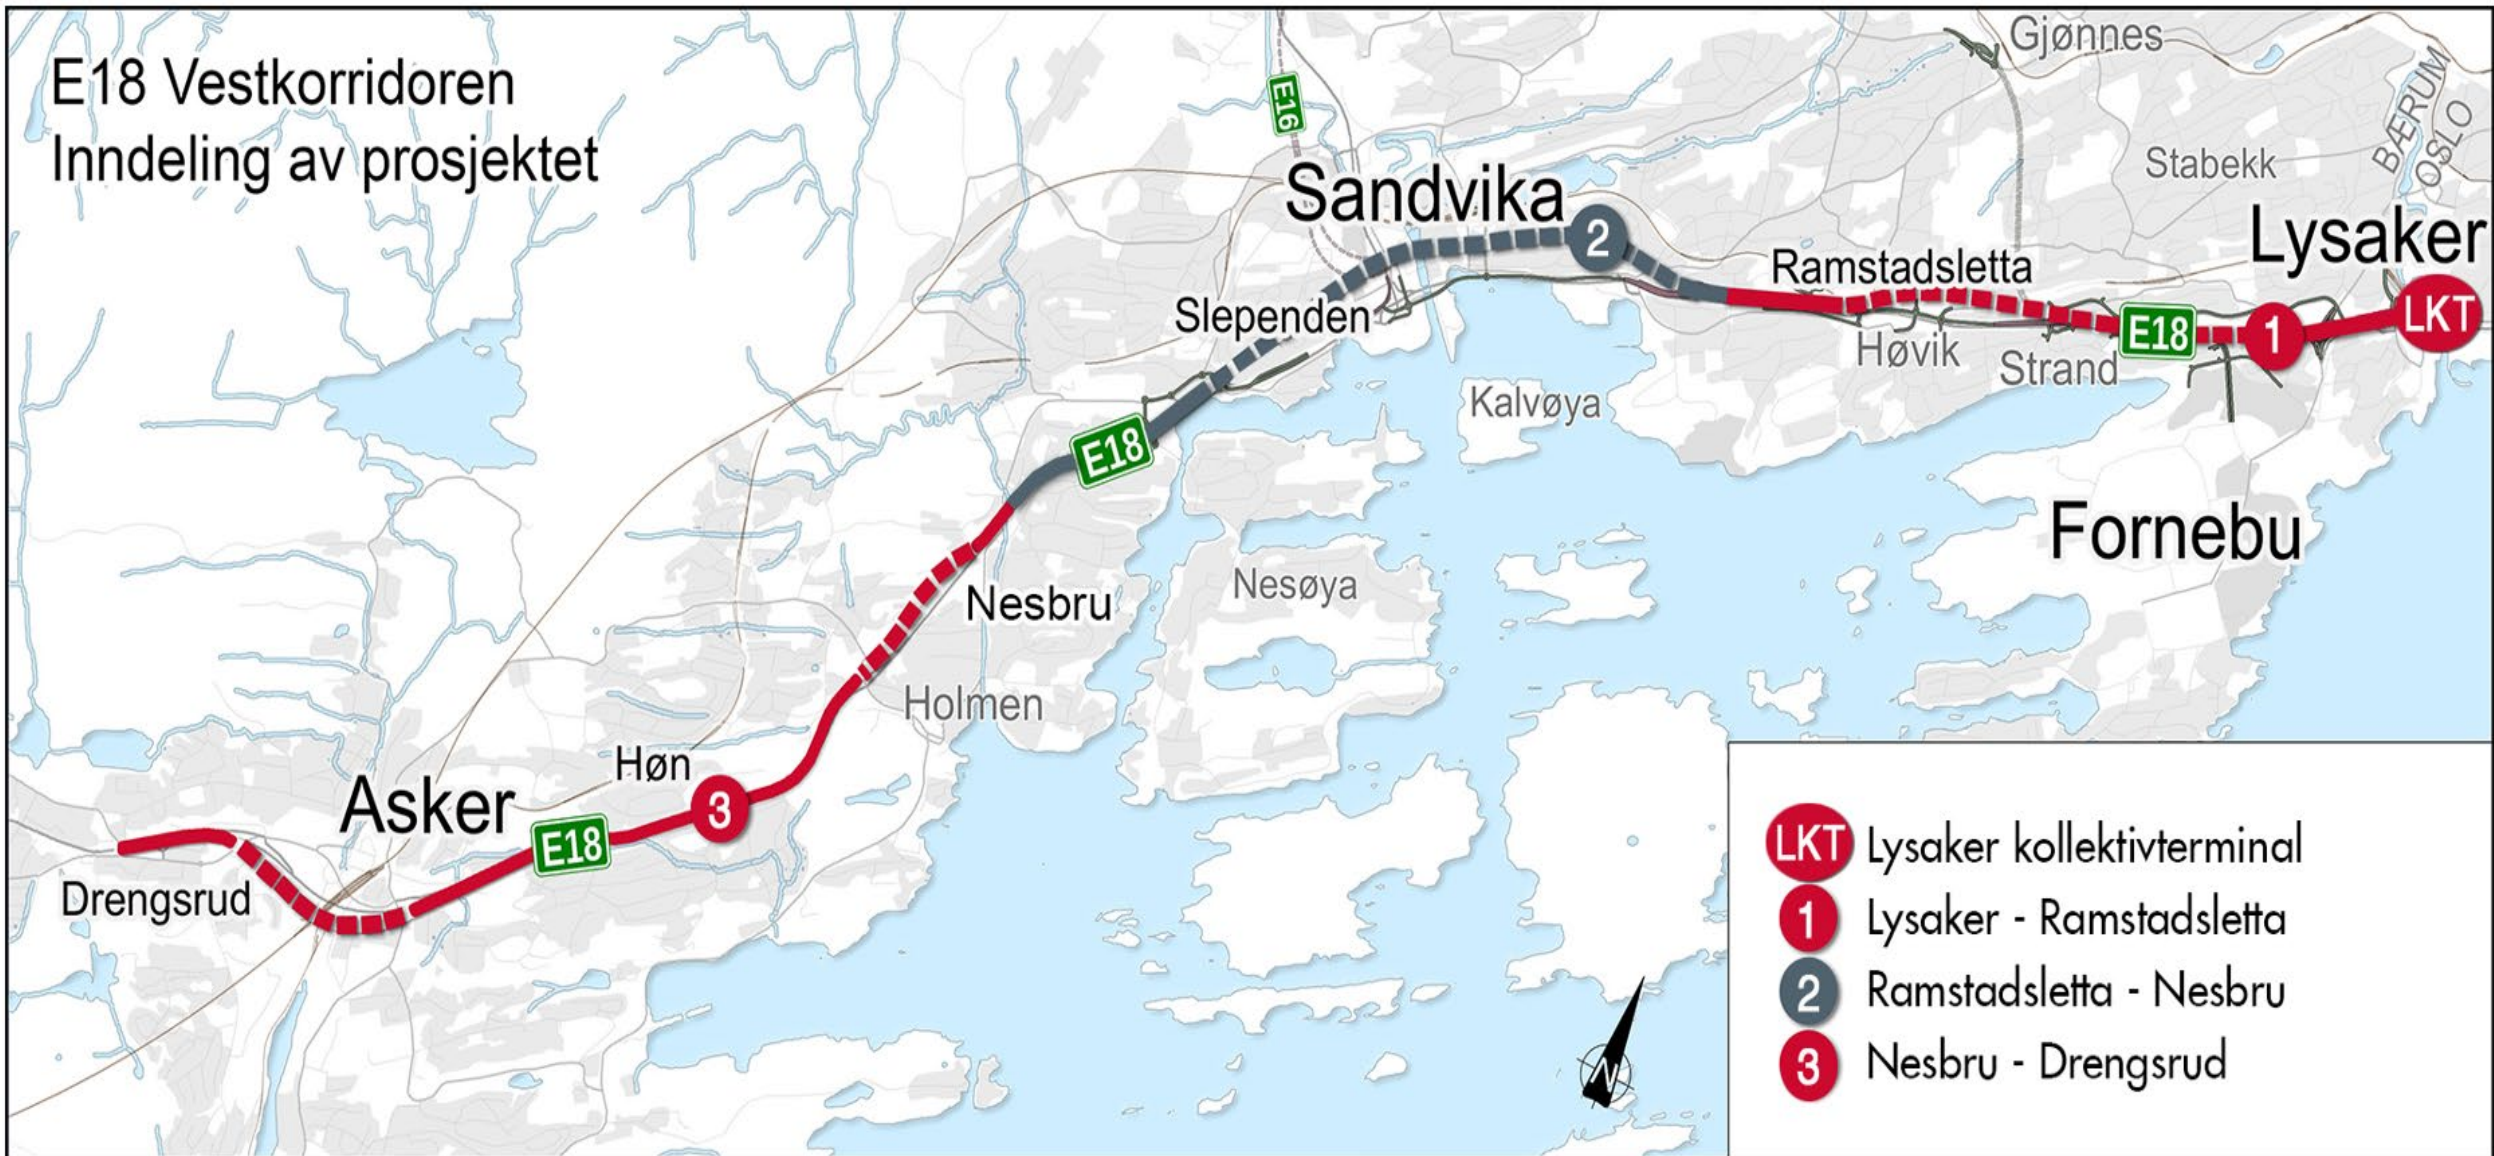 E18 Vestkorridoren
Inndeling av prosjektet
E16
Gjønnes
BÆRUM
OSLO
Stabekk
Sandvika
2
Lysaker
Ramstadsletta
LKT
Slependen
E18
1
Høvik
Strand
Kalvøya
E18
Fornebu
Nesøya
Nesbru
Holmen
Høn
3
Asker
E18
Drengsrud
N
LKT Lysaker kollektivterminal
1 Lysaker - Ramstadsletta
2 Ramstadsletta - Nesbru
3 Nesbru - Drengsrud